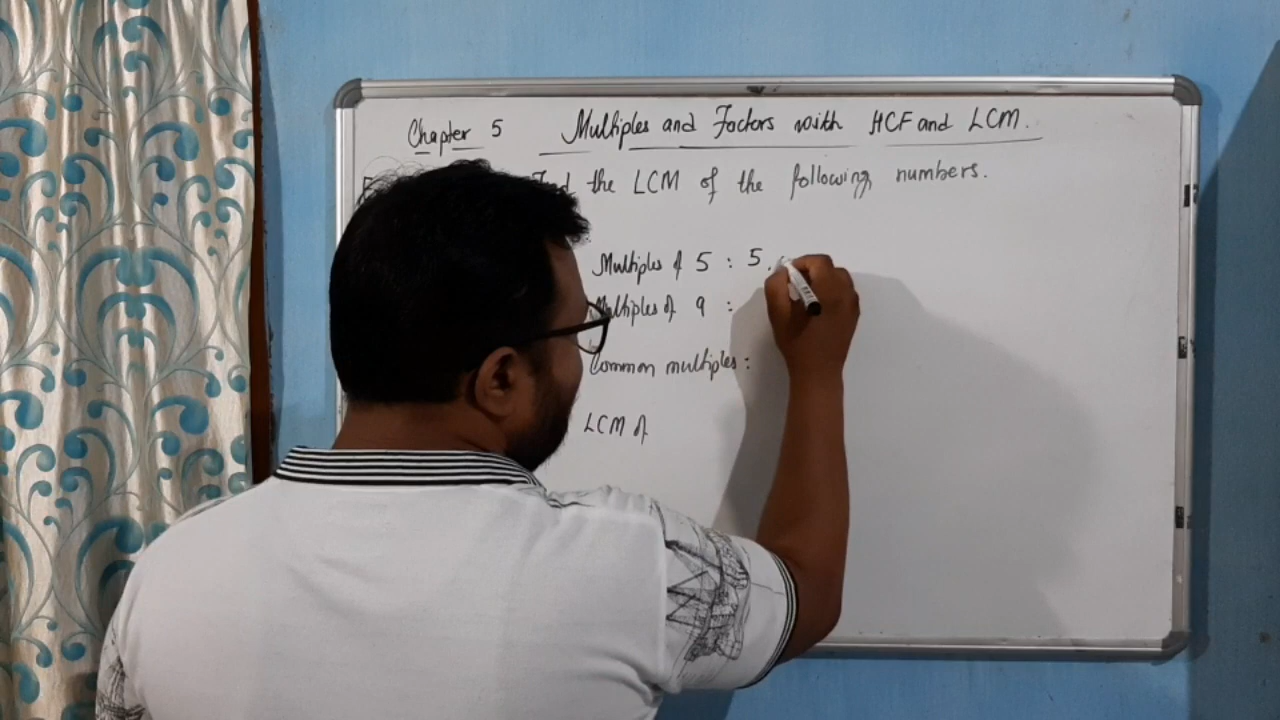 Chapter 5 Multiples and Factors with HCF and LCM.
the LCM of the following numbers.
Multiples of 5 : 5,
Multiples of 9 :
Common multiples :
LCM of